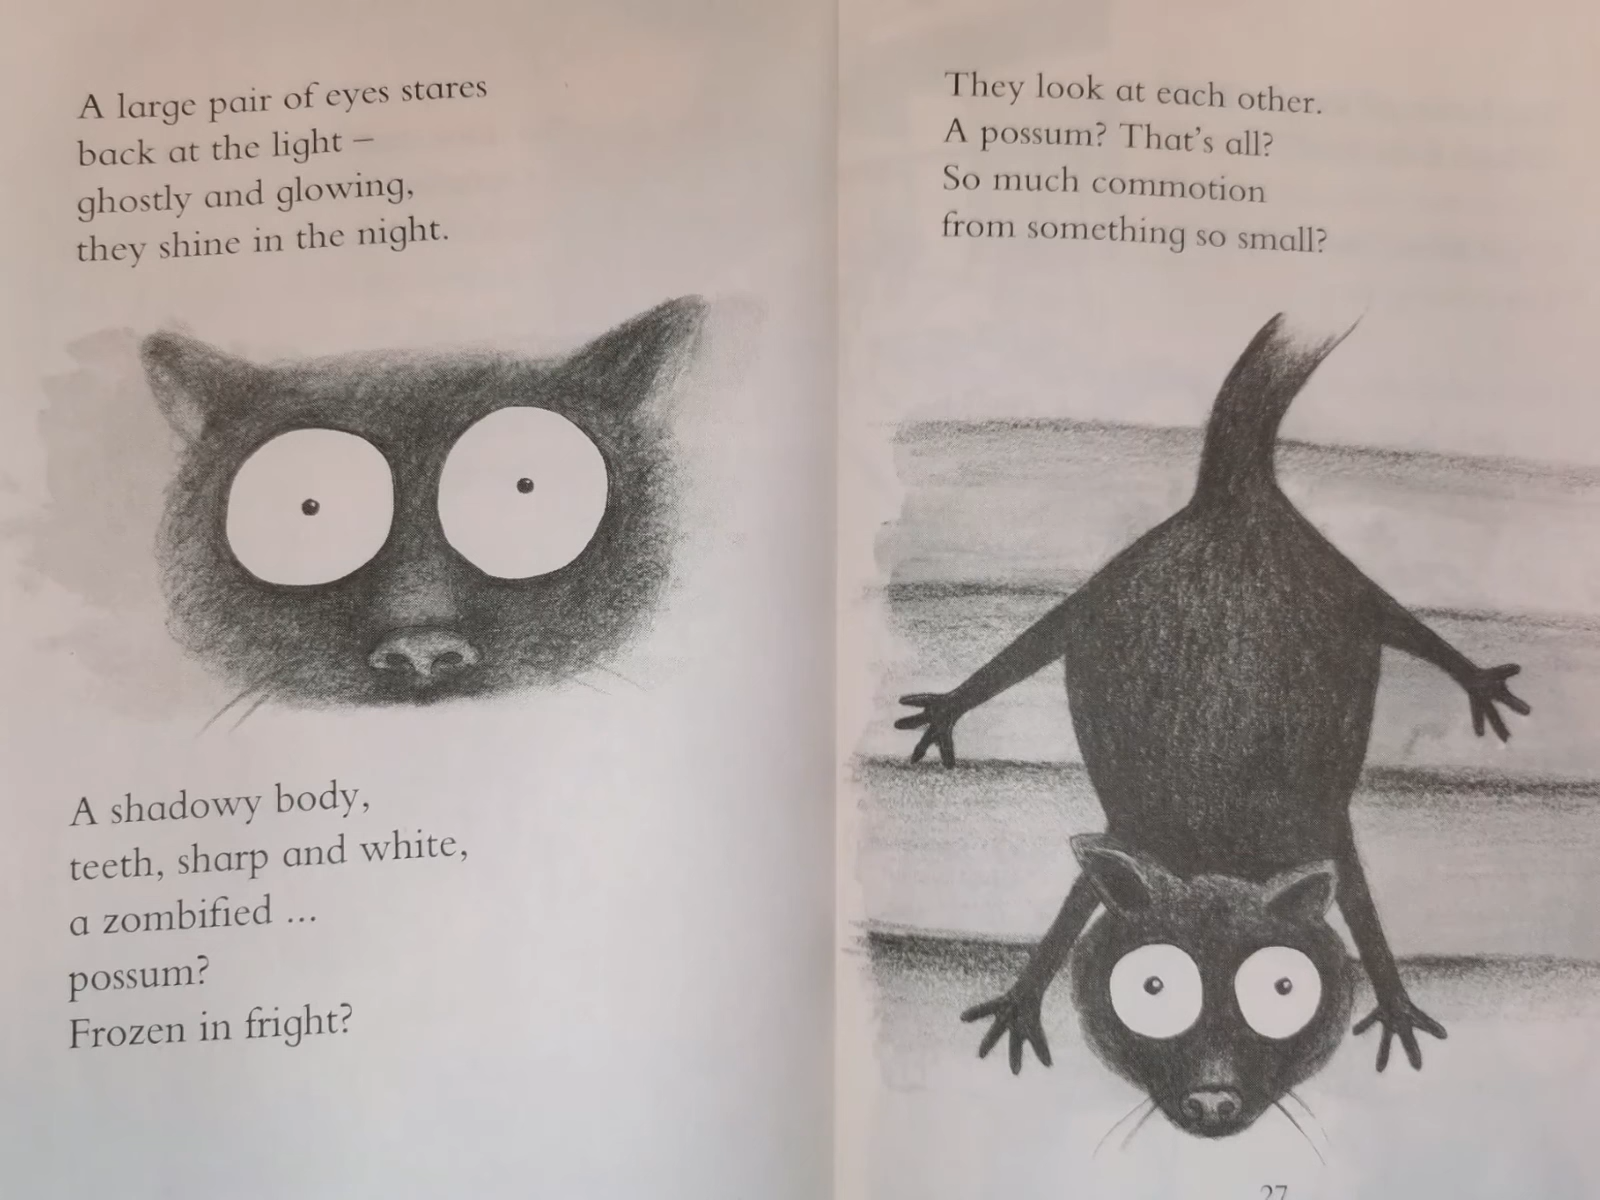 A large pair of eyes stares
back at the light –
ghostly and glowing,
they shine in the night.
A shadowy body,
teeth, sharp and white,
a zombified ...
possum?
Frozen in fright?
They look at each other.
A possum? That's all?
So much commotion
from something so small?
27